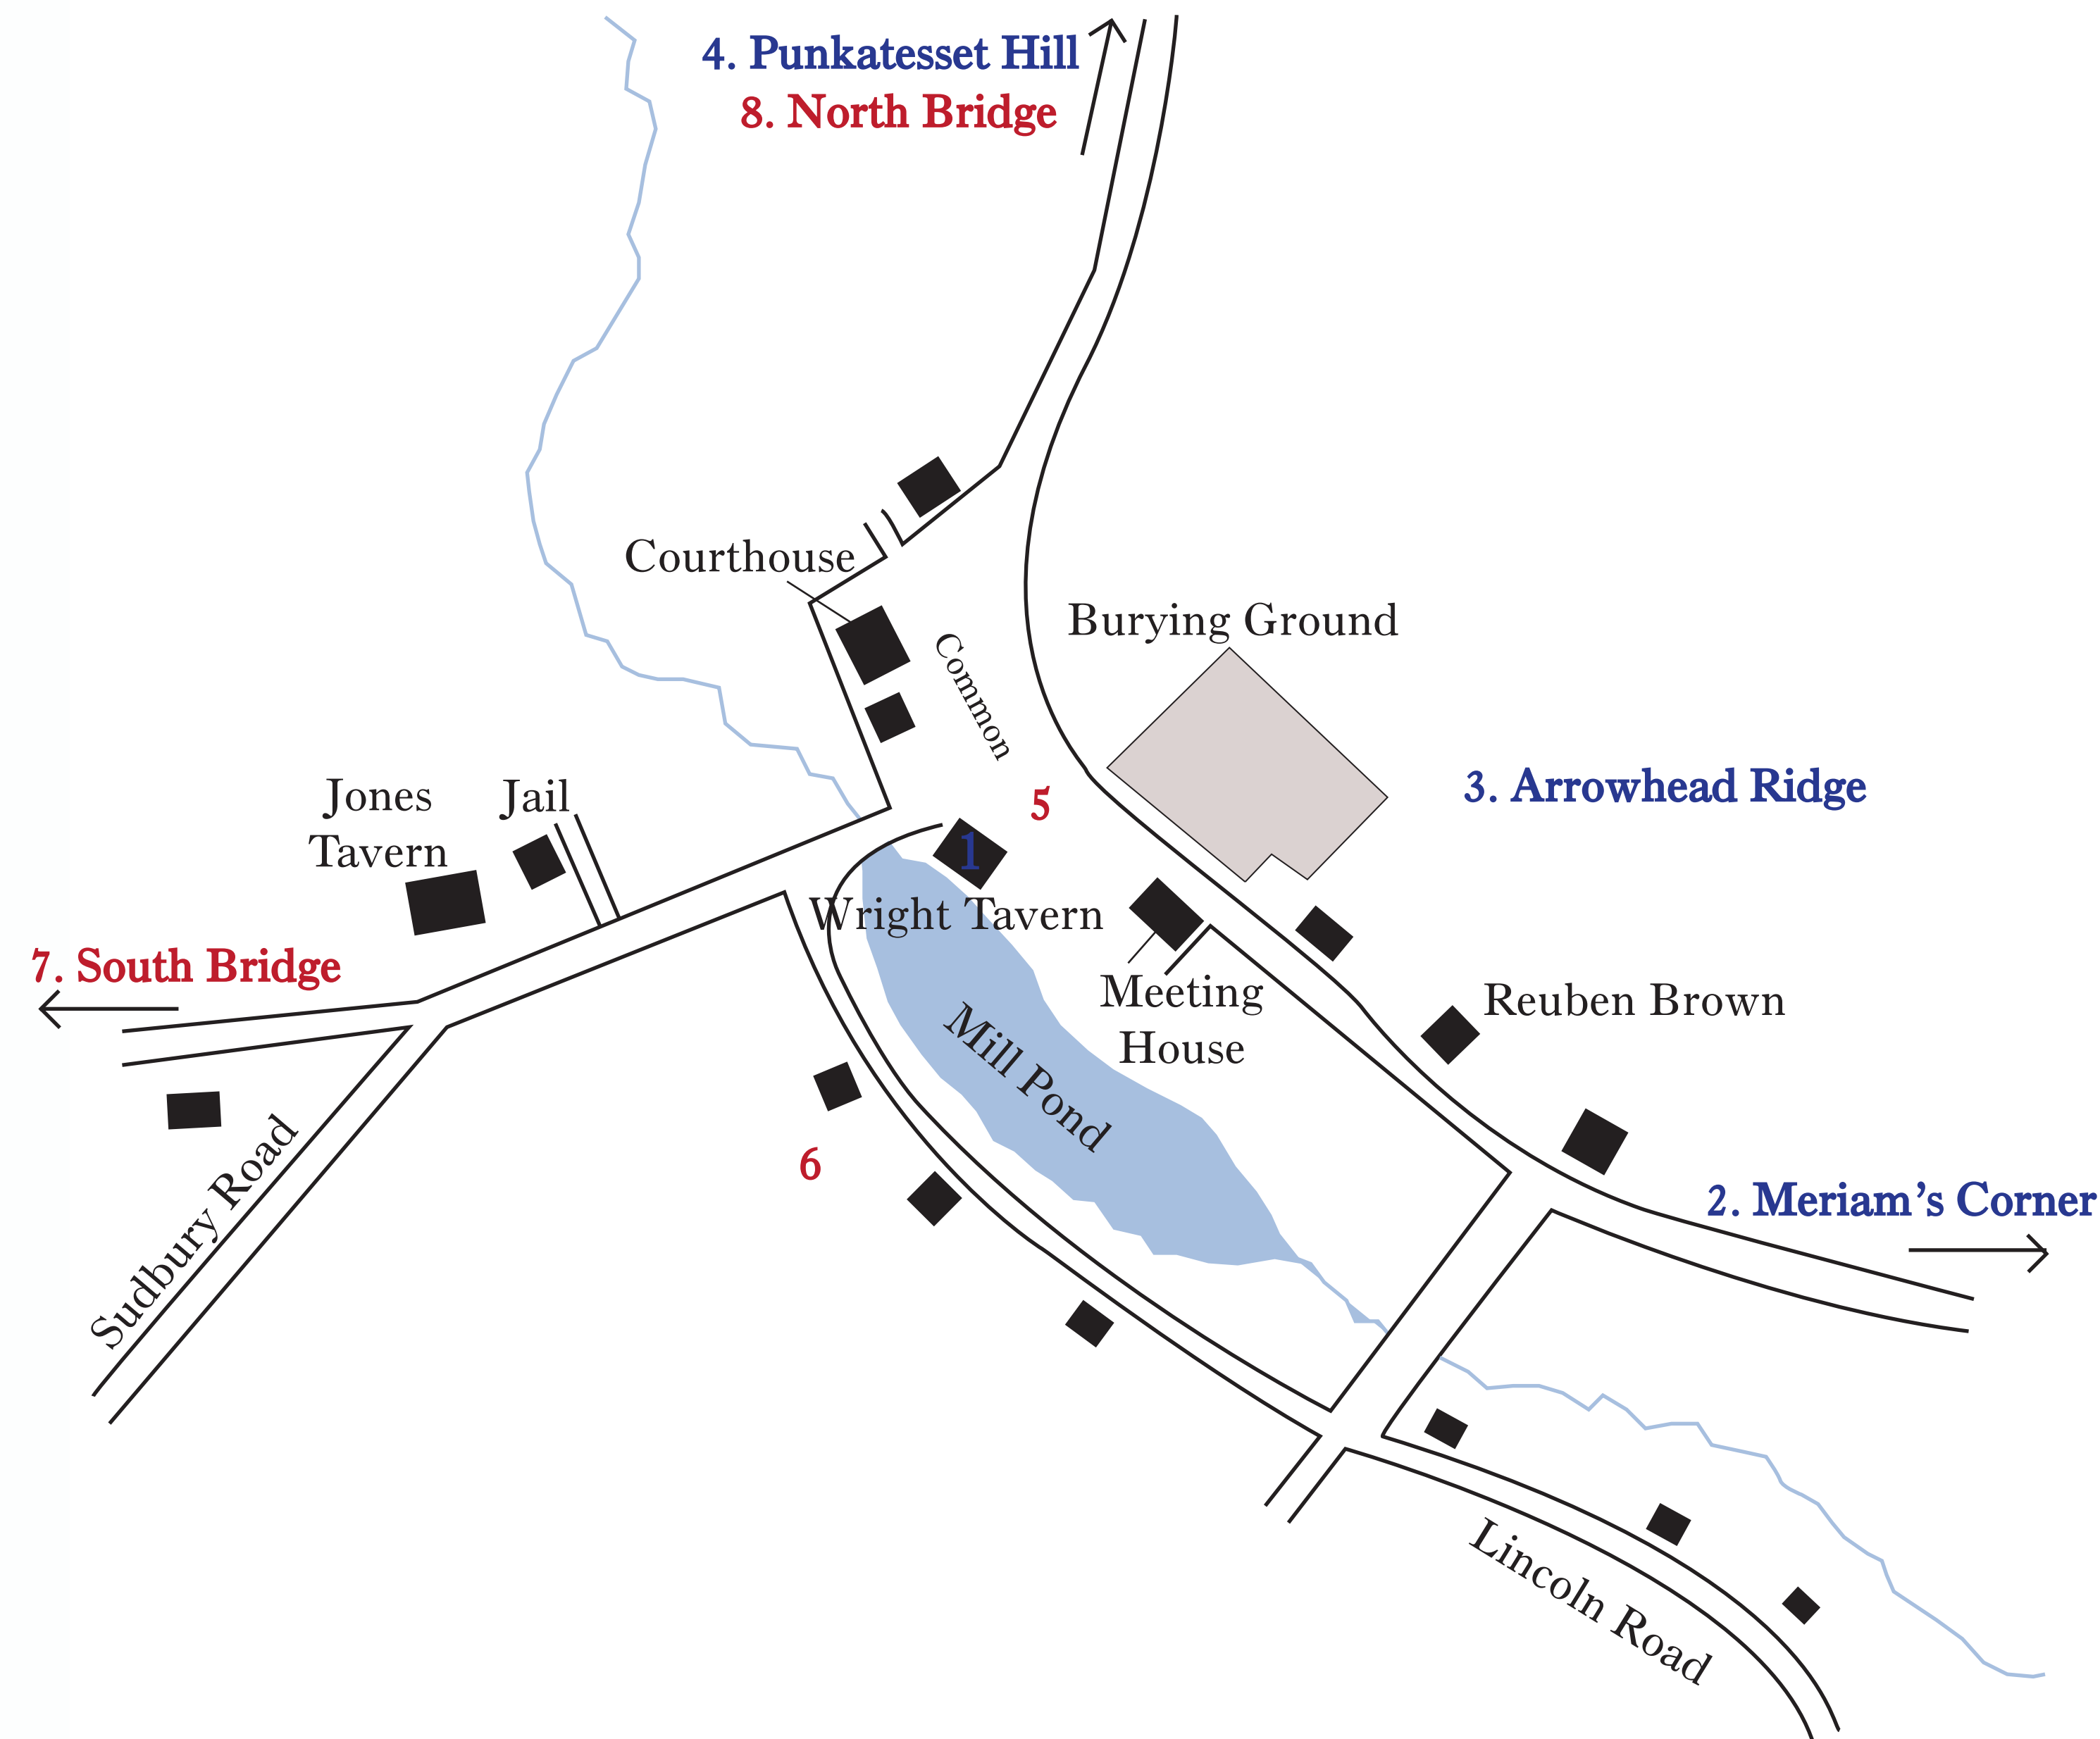 4. Punkatesset Hill
8. North Bridge
Courthouse
Common
Burying Ground
Jones
Tavern
Jail
5
3. Arrowhead Ridge
1
Wright Tavern
7. South Bridge
Meeting
House
Reuben Brown
Mill Pond
6
Sudbury Road
2. Meriam's Corner
Lincoln Road